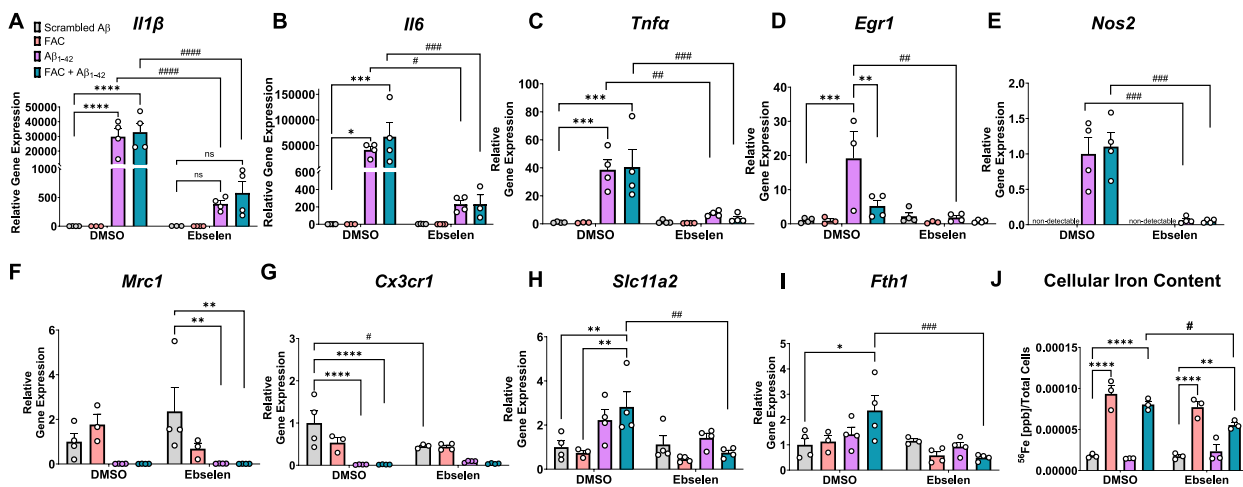 A
Il1β
Scrambled Aβ
FAC
Aβ1-42
FAC + Aβ1-42
####
####
****
****
ns
ns
Relative Gene Expression
50000
40000
30000
20000
10000
500
0
DMSO
Ebselen
B
Il6
###
#
***
*
Relative Gene Expression
150000
100000
50000
600
400
200
0
DMSO
Ebselen
C
Tnfα
###
##
***
***
Relative
Gene Expression
100
80
60
40
20
0
DMSO
Ebselen
D
Egr1
##
***
**
Relative
Gene Expression
60
40
20
0
DMSO
Ebselen
E
Nos2
###
###
Relative
Gene Expression
2.0
1.5
1.0
0.5
0.0
non-detectable
non-detectable
DMSO
Ebselen
F
Mrc1
**
**
Relative
Gene Expression
8
6
4
2
0
DMSO
Ebselen
G
Cx3cr1
#
****
****
Relative
Gene Expression
3
2
1
0
DMSO
Ebselen
H
Slc11a2
##
**
**
Relative
Gene Expression
6
4
2
0
DMSO
Ebselen
I
Fth1
###
*
Relative
Gene Expression
5
4
3
2
1
0
DMSO
Ebselen
J
Cellular Iron Content
#
****
**
****
****
56Fe [ppb]/Total Cells
0.00015
0.00010
0.00005
0.00000
DMSO
Ebselen